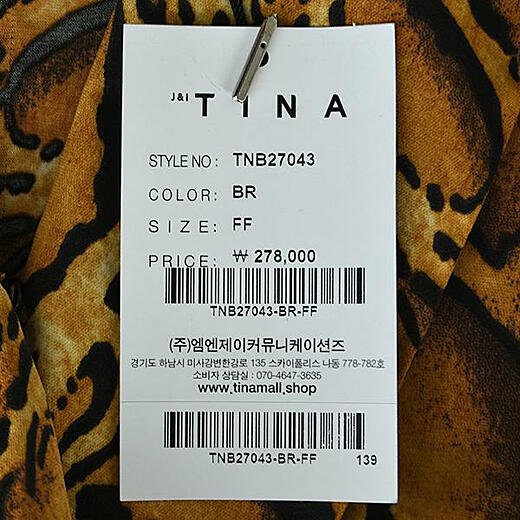 J&I TINA
STYLE NO: TNB27043
COLOR: BR
SIZE: FF
PRICE: ₩ 278,000
TNB27043-BR-FF
(주)엠엔제이커뮤니케이션즈
경기도 하남시 미사강변한강로 135 스카이폴리스 나동 778-782호
소비자 상담실 : 070-4647-3635
www.tinamall.shop
TNB27043-BR-FF 139